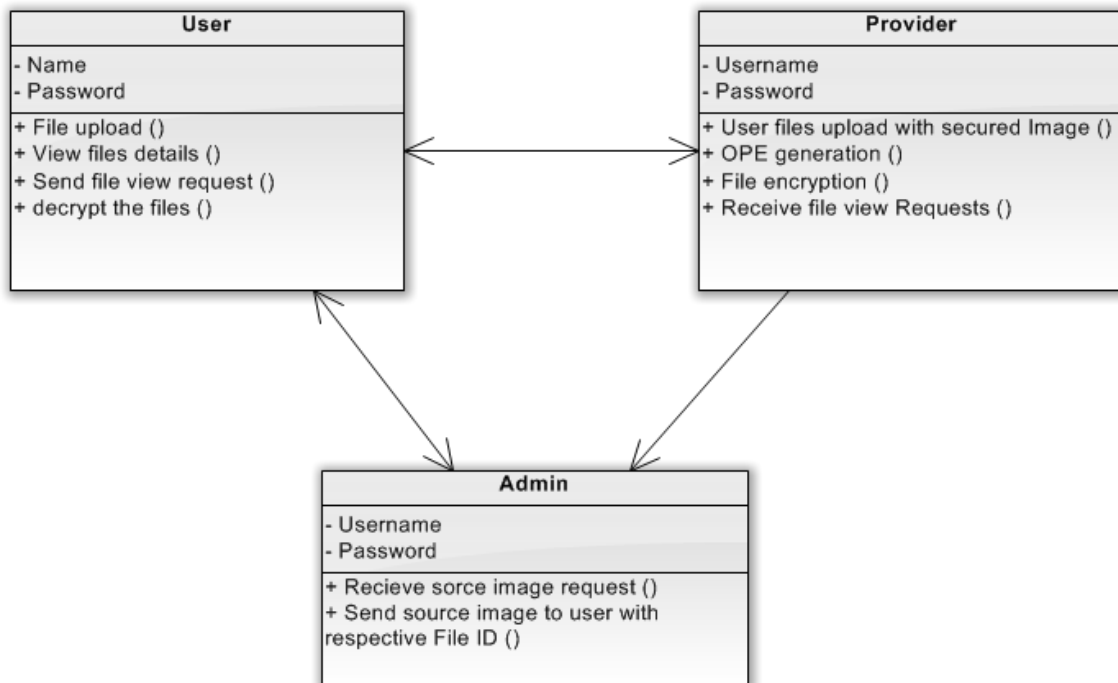 User
- Name
- Password
+ File upload ()
+ View files details ()
+ Send file view request ()
+ decrypt the files ()
Provider
- Username
- Password
+ User files upload with secured Image ()
+ OPE generation ()
+ File encryption ()
+ Receive file view Requests ()
Admin
- Username
- Password
+ Recieve sorce image request ()
+ Send source image to user with
respective File ID ()